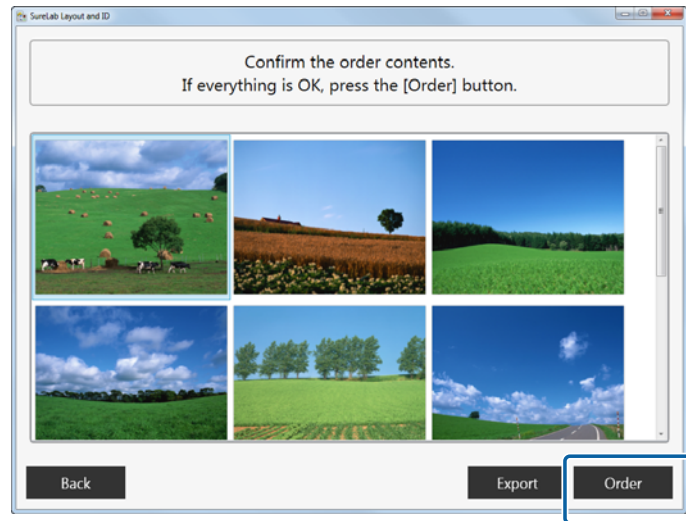 SureLab Layout and ID
Confirm the order contents.
If everything is OK, press the [Order] button.
Back
Export
Order